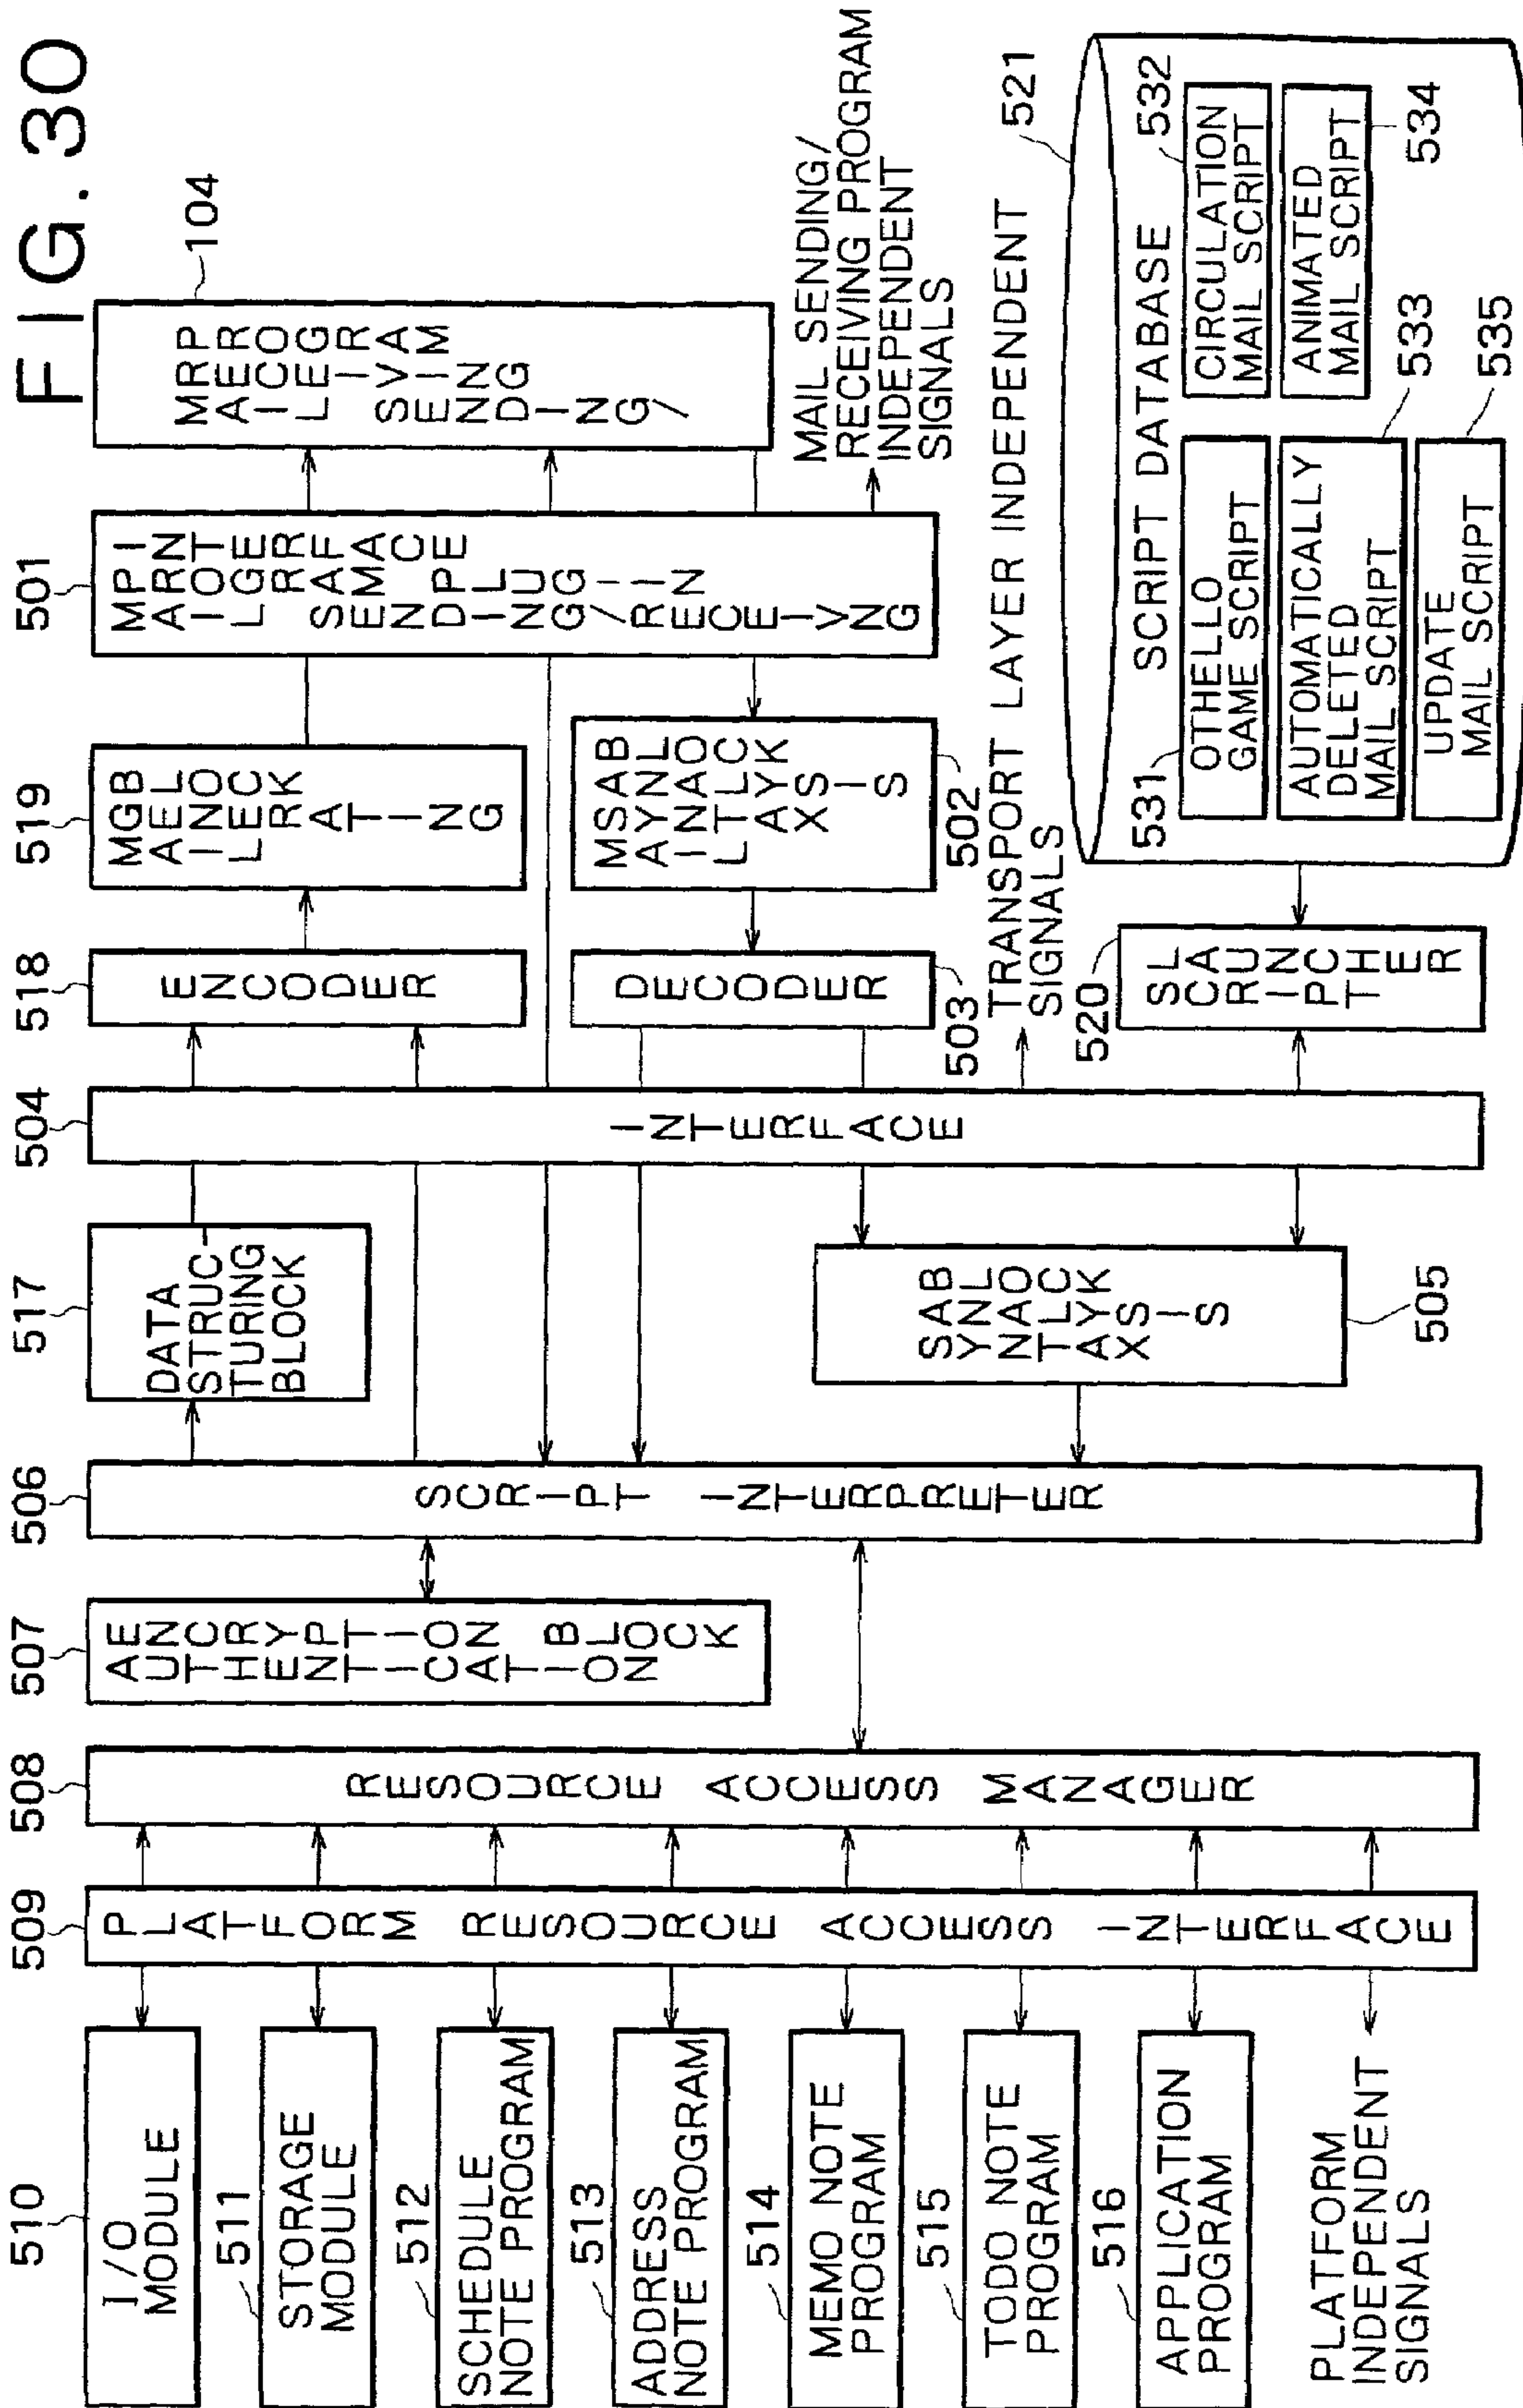 FIG. 30
510
I/O
MODULE
511
STORAGE
MODULE
512
SCHEDULE
NOTE PROGRAM
513
ADDRESS
NOTE PROGRAM
514
MEMO NOTE
PROGRAM
515
TODO NOTE
PROGRAM
516
APPLICATION
PROGRAM
PLATFORM
INDEPENDENT
SIGNALS
509
PLATFORM RESOURCE ACCESS INTERFACE
508
RESOURCE ACCESS MANAGER
507
AUTHENTICATION
ENCRYPTION BLOCK
506
SCRIPT INTERPRETER
517
DATA
STRUC-
TURING
BLOCK
SYNTAX
ANALYSIS
BLOCK
505
504
INTERFACE
518
ENCODER
DECODER
503
TRANSPORT LAYER INDEPENDENT
SIGNALS
520
SCRIPT
LAUNCHER
519
MAIL
GENERATING
BLOCK
MAIL
SYNTAX
ANALYSIS
BLOCK
502
501
MAIL SENDING/RECEIVNG
PROGRAM PLUG-IN
INTERFACE
104
MAIL SENDING/
RECEIVING
PROGRAM
MAIL SENDING/
RECEIVING PROGRAM
INDEPENDENT
SIGNALS
521
SCRIPT DATABASE
531
OTHELLO
GAME SCRIPT
532
CIRCULATION
MAIL SCRIPT
AUTOMATICALLY
DELETED
MAIL SCRIPT
533
ANIMATED
MAIL SCRIPT
534
UPDATE
MAIL SCRIPT
535